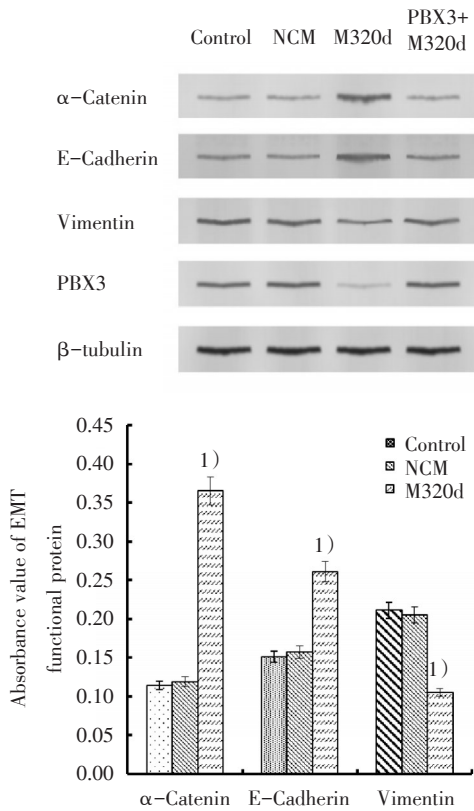 Control NCM M320d PBX3+
M320d
α-Catenin
E-Cadherin
Vimentin
PBX3
β-tubulin
Absorbance value of EMT
functional protein
0.45
0.40
0.35
0.30
0.25
0.20
0.15
0.10
0.05
0.00
1)
1)
1)
Control
NCM
M320d
α-Catenin E-Cadherin Vimentin